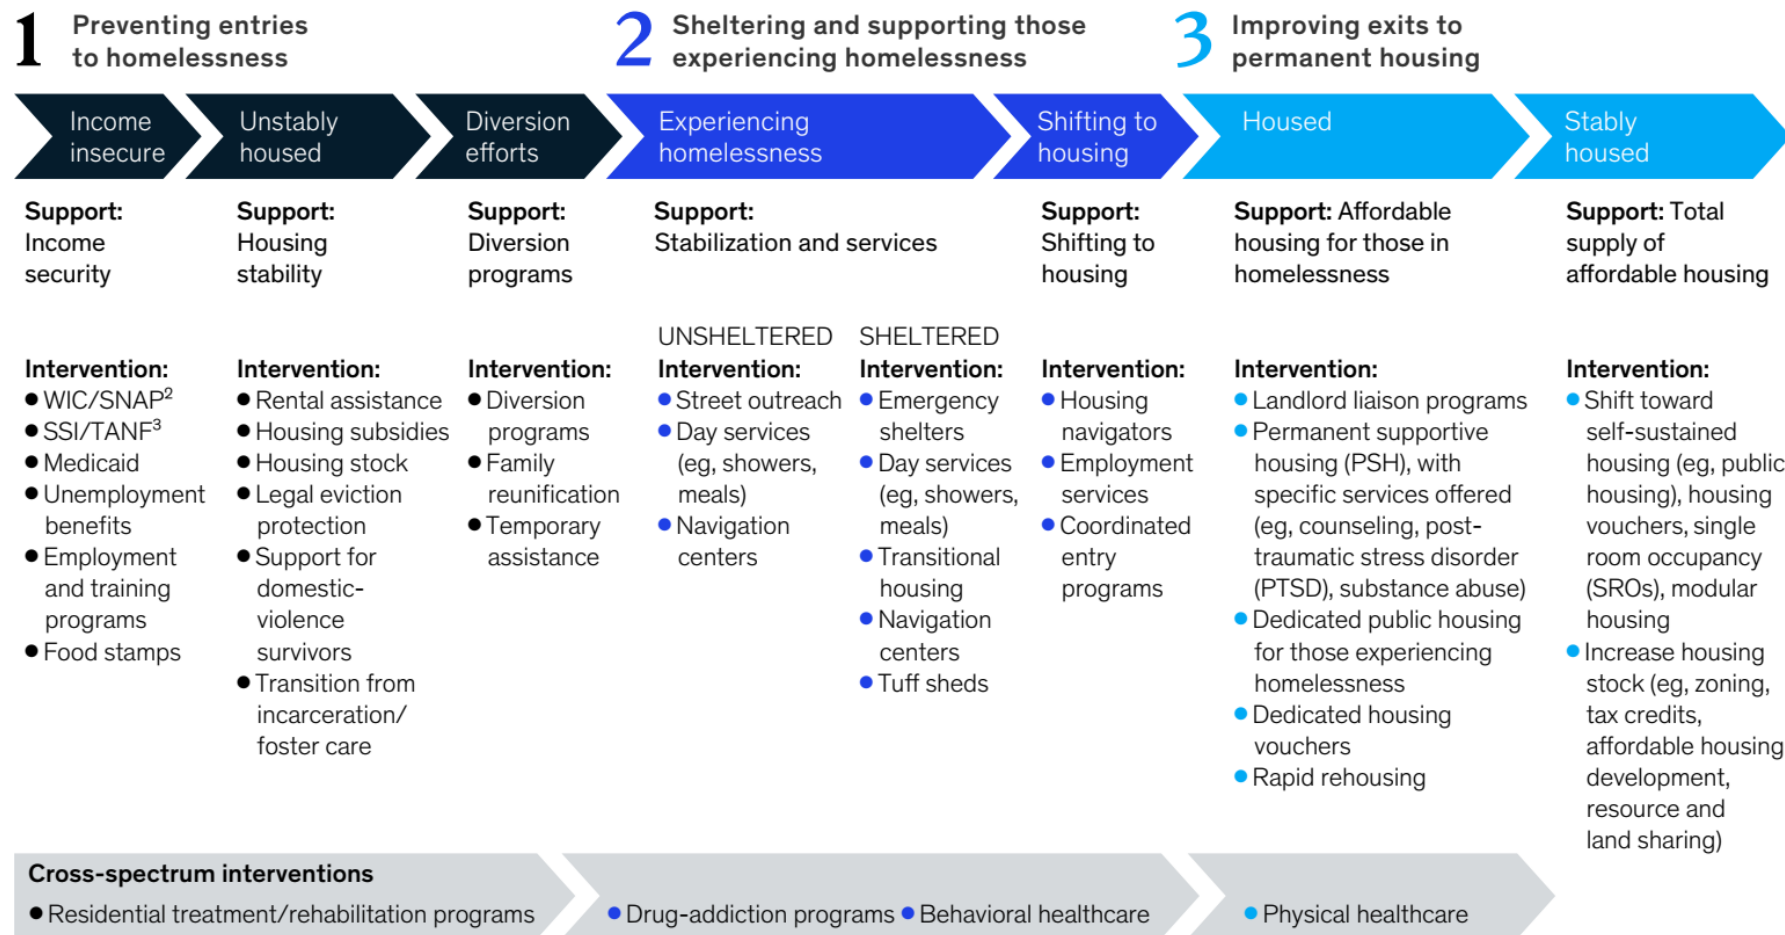 1
Preventing entries
to homelessness
2
Sheltering and supporting those
experiencing homelessness
3
Improving exits to
permanent housing
Income
insecure
Unstably
housed
Diversion
efforts
Experiencing
homelessness
Shifting to
housing
Housed
Stably
housed
Support:
Income
security
Support:
Housing
stability
Support:
Diversion
programs
Support:
Stabilization and services
Support:
Shifting to
housing
Support: Affordable
housing for those in
homelessness
Support: Total
supply of
affordable housing
Intervention:
● WIC/SNAP²
● SSI/TANF³
● Medicaid
● Unemployment
benefits
● Employment
and training
programs
● Food stamps
Intervention:
● Rental assistance
● Housing subsidies
● Housing stock
● Legal eviction
protection
● Support for
domestic-
violence
survivors
● Transition from
incarceration/
foster care
Intervention:
● Diversion
programs
● Family
reunification
● Temporary
assistance
UNSHELTERED
Intervention:
● Street outreach
● Day services
(eg, showers,
meals)
● Navigation
centers
SHELTERED
Intervention:
● Emergency
shelters
● Day services
(eg, showers,
meals)
● Transitional
housing
● Navigation
centers
● Tuff sheds
Intervention:
● Housing
navigators
● Employment
services
● Coordinated
entry
programs
Intervention:
● Landlord liaison programs
● Permanent supportive
housing (PSH), with
specific services offered
(eg, counseling, post-
traumatic stress disorder
(PTSD), substance abuse)
● Dedicated public housing
for those experiencing
homelessness
● Dedicated housing
vouchers
● Rapid rehousing
Intervention:
● Shift toward
self-sustained
housing (eg, public
housing), housing
vouchers, single
room occupancy
(SROs), modular
housing
● Increase housing
stock (eg, zoning,
tax credits,
affordable housing
development,
resource and
land sharing)
Cross-spectrum interventions
● Residential treatment/rehabilitation programs
● Drug-addiction programs ● Behavioral healthcare
● Physical healthcare